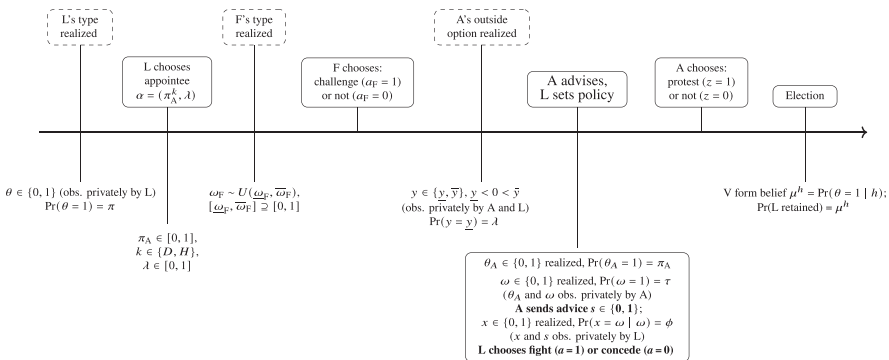 L's type
realized
F's type
realized
A's outside
option realized
L chooses
appointee
α = (π_A^k, λ)
F chooses:
challenge (a_F = 1)
or not (a_F = 0)
A advises,
L sets policy
A chooses:
protest (z = 1)
or not (z = 0)
Election
θ ∈ {0, 1} (obs. privately by L)
Pr(θ = 1) = π
π_A ∈ [0, 1],
k ∈ {D, H},
λ ∈ [0, 1]
ω_F ~ U(ω̲_F, ω̅_F),
[ω̲_F, ω̅_F] ⊇ [0, 1]
y ∈ {y̲, y̅}, y̲ < 0 < ȳ
(obs. privately by A and L)
Pr(y = y̲) = λ
θ_A ∈ {0, 1} realized, Pr(θ_A = 1) = π_A
ω ∈ {0, 1} realized, Pr(ω = 1) = τ
(θ_A and ω obs. privately by A)
A sends advice s ∈ {0, 1};
x ∈ {0, 1} realized, Pr(x = ω | ω) = ϕ
(x and s obs. privately by L)
L chooses fight (a = 1) or concede (a = 0)
V form belief μ^h = Pr(θ = 1 | h);
Pr(L retained) = μ^h